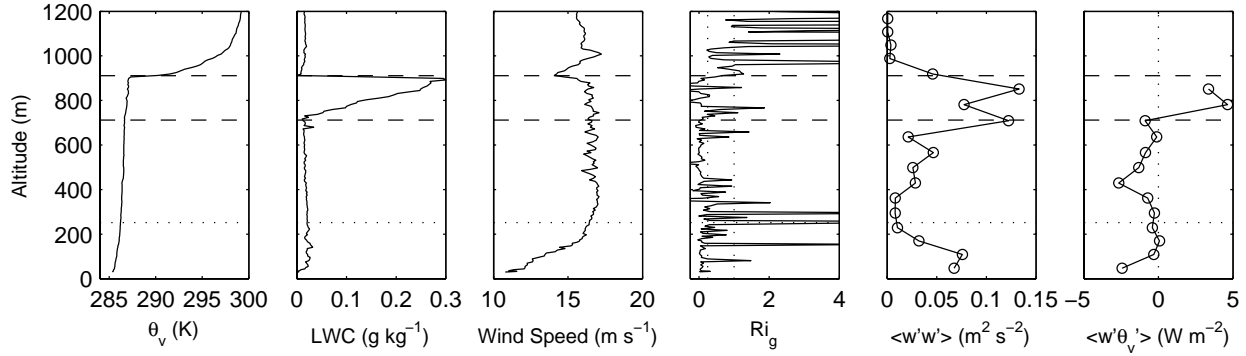 1200
1000
800
600
400
200
0
Altitude (m)
285 290 295 300
θv (K)
0 0.1 0.2 0.3
LWC (g kg⁻¹)
10 15 20
Wind Speed (m s⁻¹)
0 2 4
Rig
0 0.05 0.1 0.15
<w'w'> (m² s⁻²)
−5 0 5
<w'θv'> (W m⁻²)